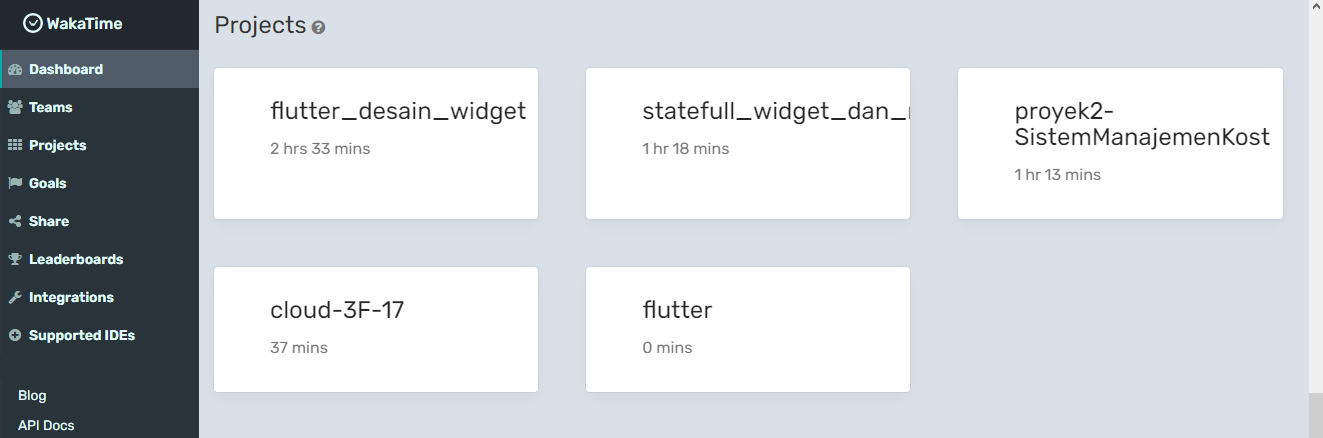 WakaTime
Dashboard
Teams
Projects
Goals
Share
Leaderboards
Integrations
Supported IDEs
Blog
API Docs
Projects ?
flutter_desain_widget
2 hrs 33 mins
statefull_widget_dan_
1 hr 18 mins
proyek2-
SistemManajemenKost
1 hr 13 mins
cloud-3F-17
37 mins
flutter
0 mins